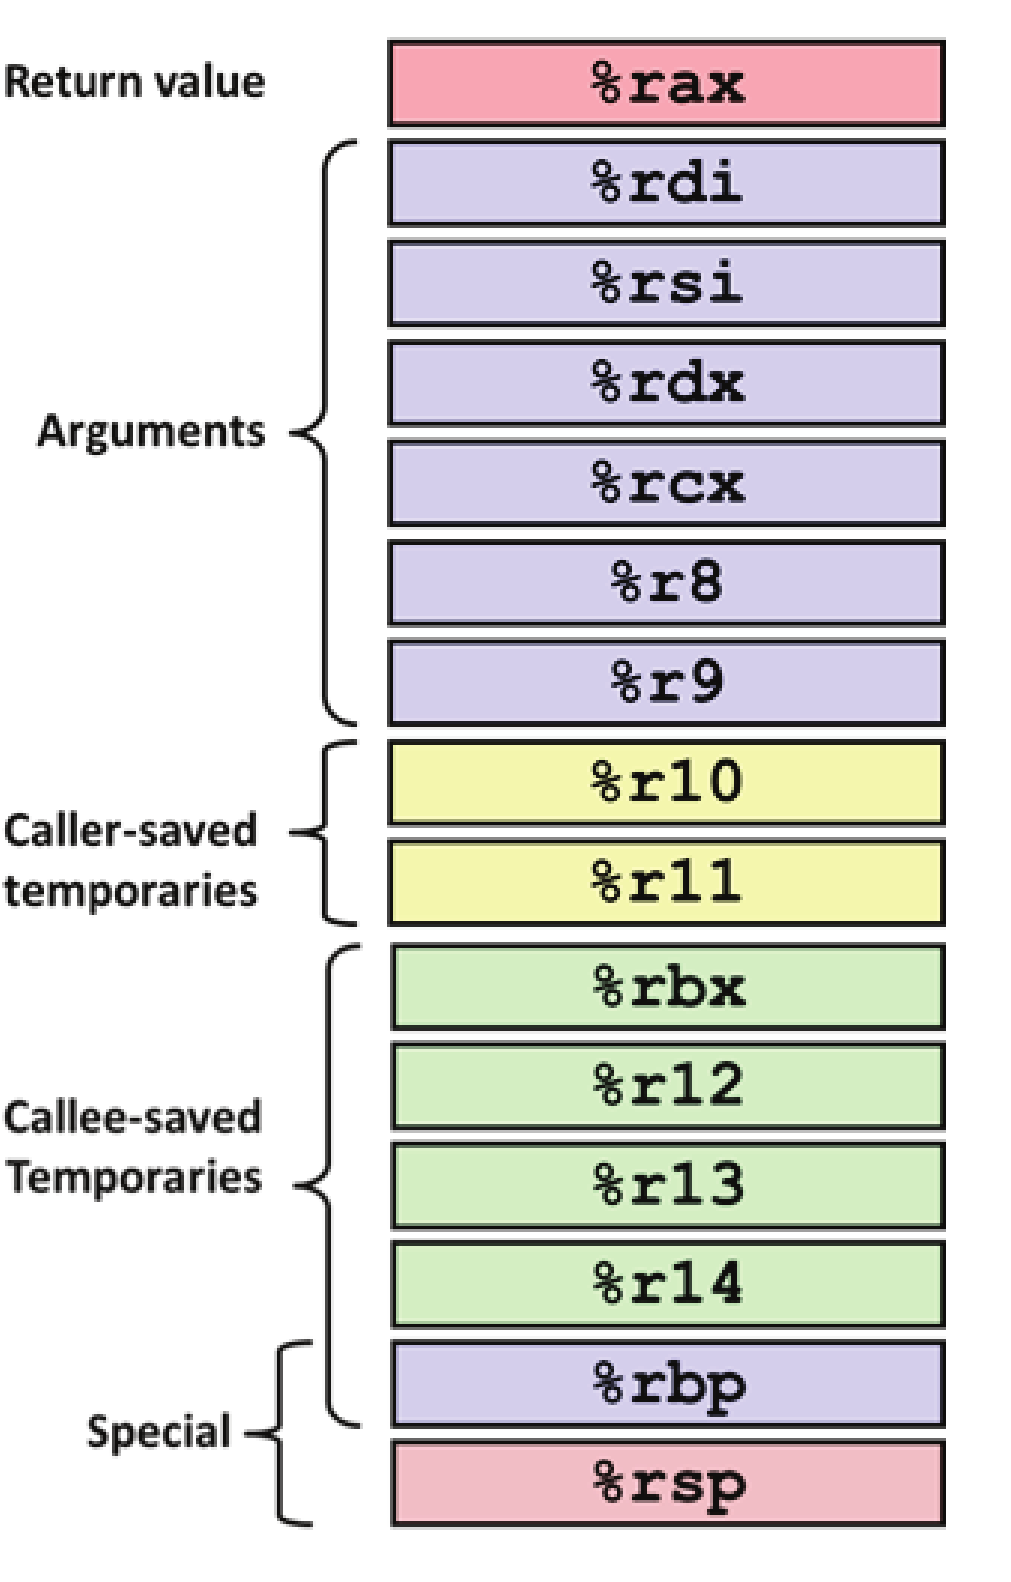 Return value
%rax
%rdi
%rsi
%rdx
Arguments
%rcx
%r8
%r9
%r10
Caller-saved
temporaries
%r11
%rbx
%r12
Callee-saved
Temporaries
%r13
%r14
%rbp
Special
%rsp